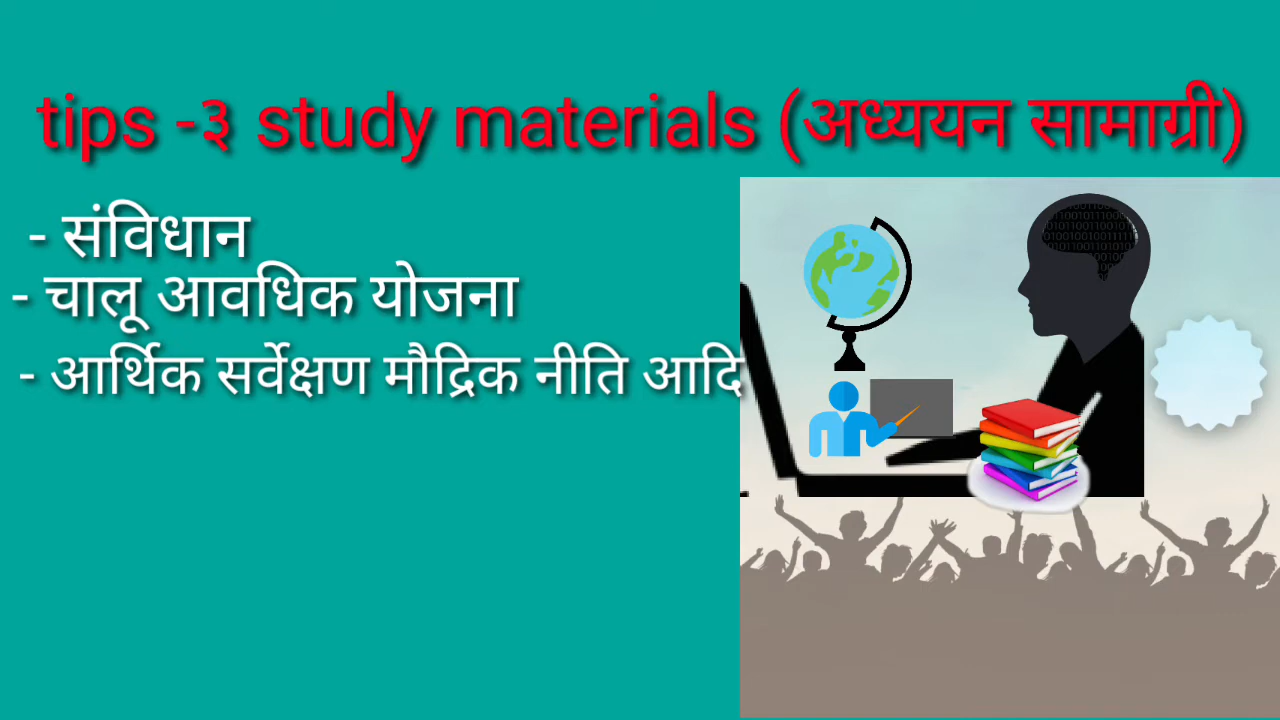 tips -३ study materials (अध्ययन सामाग्री)
- संविधान
- चालू आवधिक योजना
- आर्थिक सर्वेक्षण मौद्रिक नीति आदि